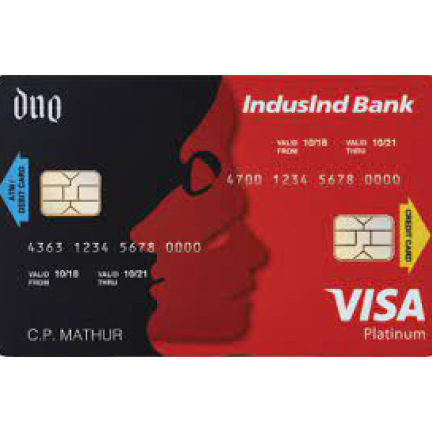 duo
IndusInd Bank
VALID FROM 10/18 VALID THRU 10/21
4700 1234 5678 0000
ATM/
DEBIT CARD
CREDIT CARD
4363 1234 5678 0000
VALID FROM 10/18 VALID THRU 10/21
VISA
Platinum
C.P. MATHUR